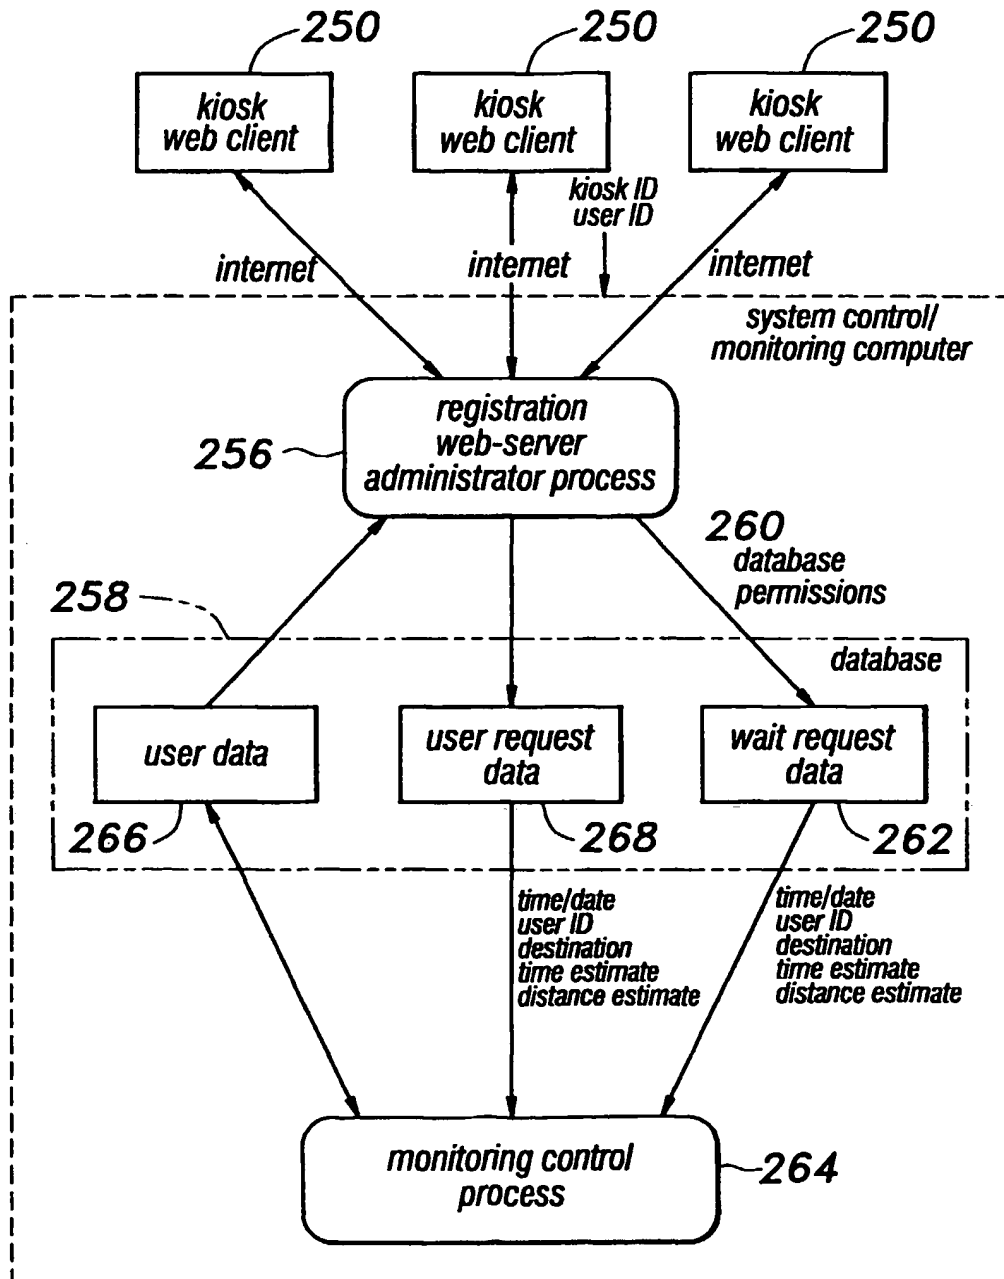 250
250
250
kiosk
web client
kiosk
web client
kiosk
web client
kiosk ID
user ID
internet
internet
internet
system control/
monitoring computer
registration
web-server
administrator process
256
260
database
permissions
258
database
user data
user request
data
wait request
data
266
268
262
time/date
user ID
destination
time estimate
distance estimate
time/date
user ID
destination
time estimate
distance estimate
monitoring control
process
264